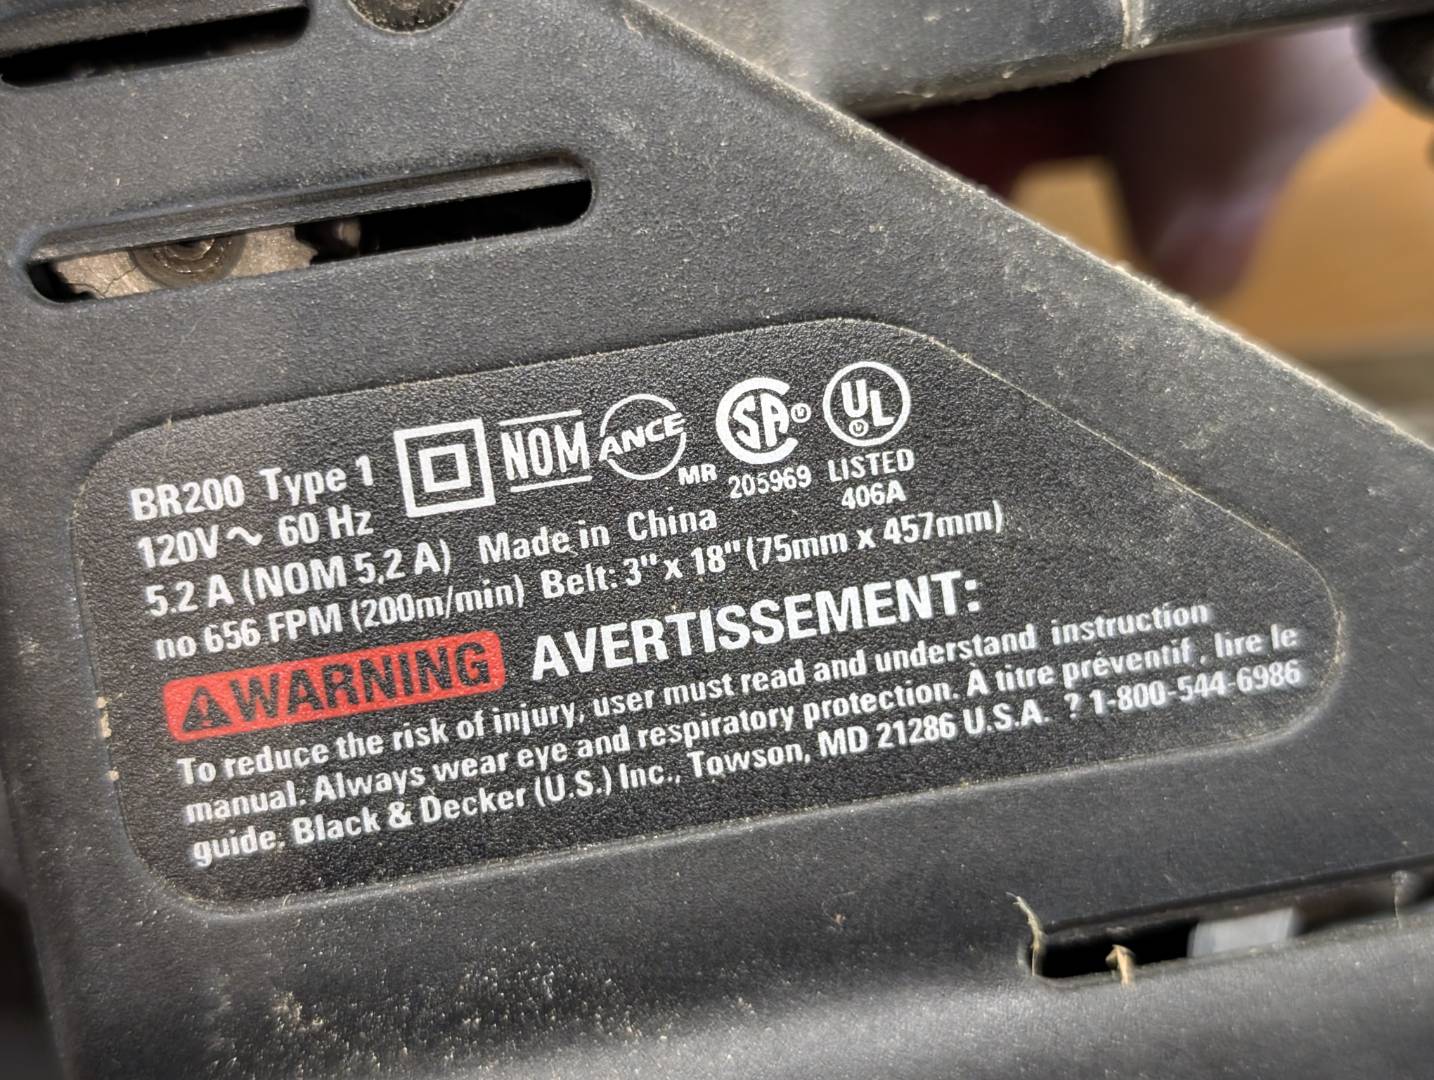 BR200 Type 1
NOM
ANCE
MR
SA
205969
UL
LISTED
406A
120V ~ 60 Hz
5.2 A (NOM 5,2 A) Made in China
no 656 FPM (200m/min) Belt: 3" x 18" (75mm x 457mm)
WARNING AVERTISSEMENT:
To reduce the risk of injury, user must read and understand instruction
manual. Always wear eye and respiratory protection. À titre préventif, lire le
guide. Black & Decker (U.S.) Inc., Towson, MD 21286 U.S.A. ? 1-800-544-6986